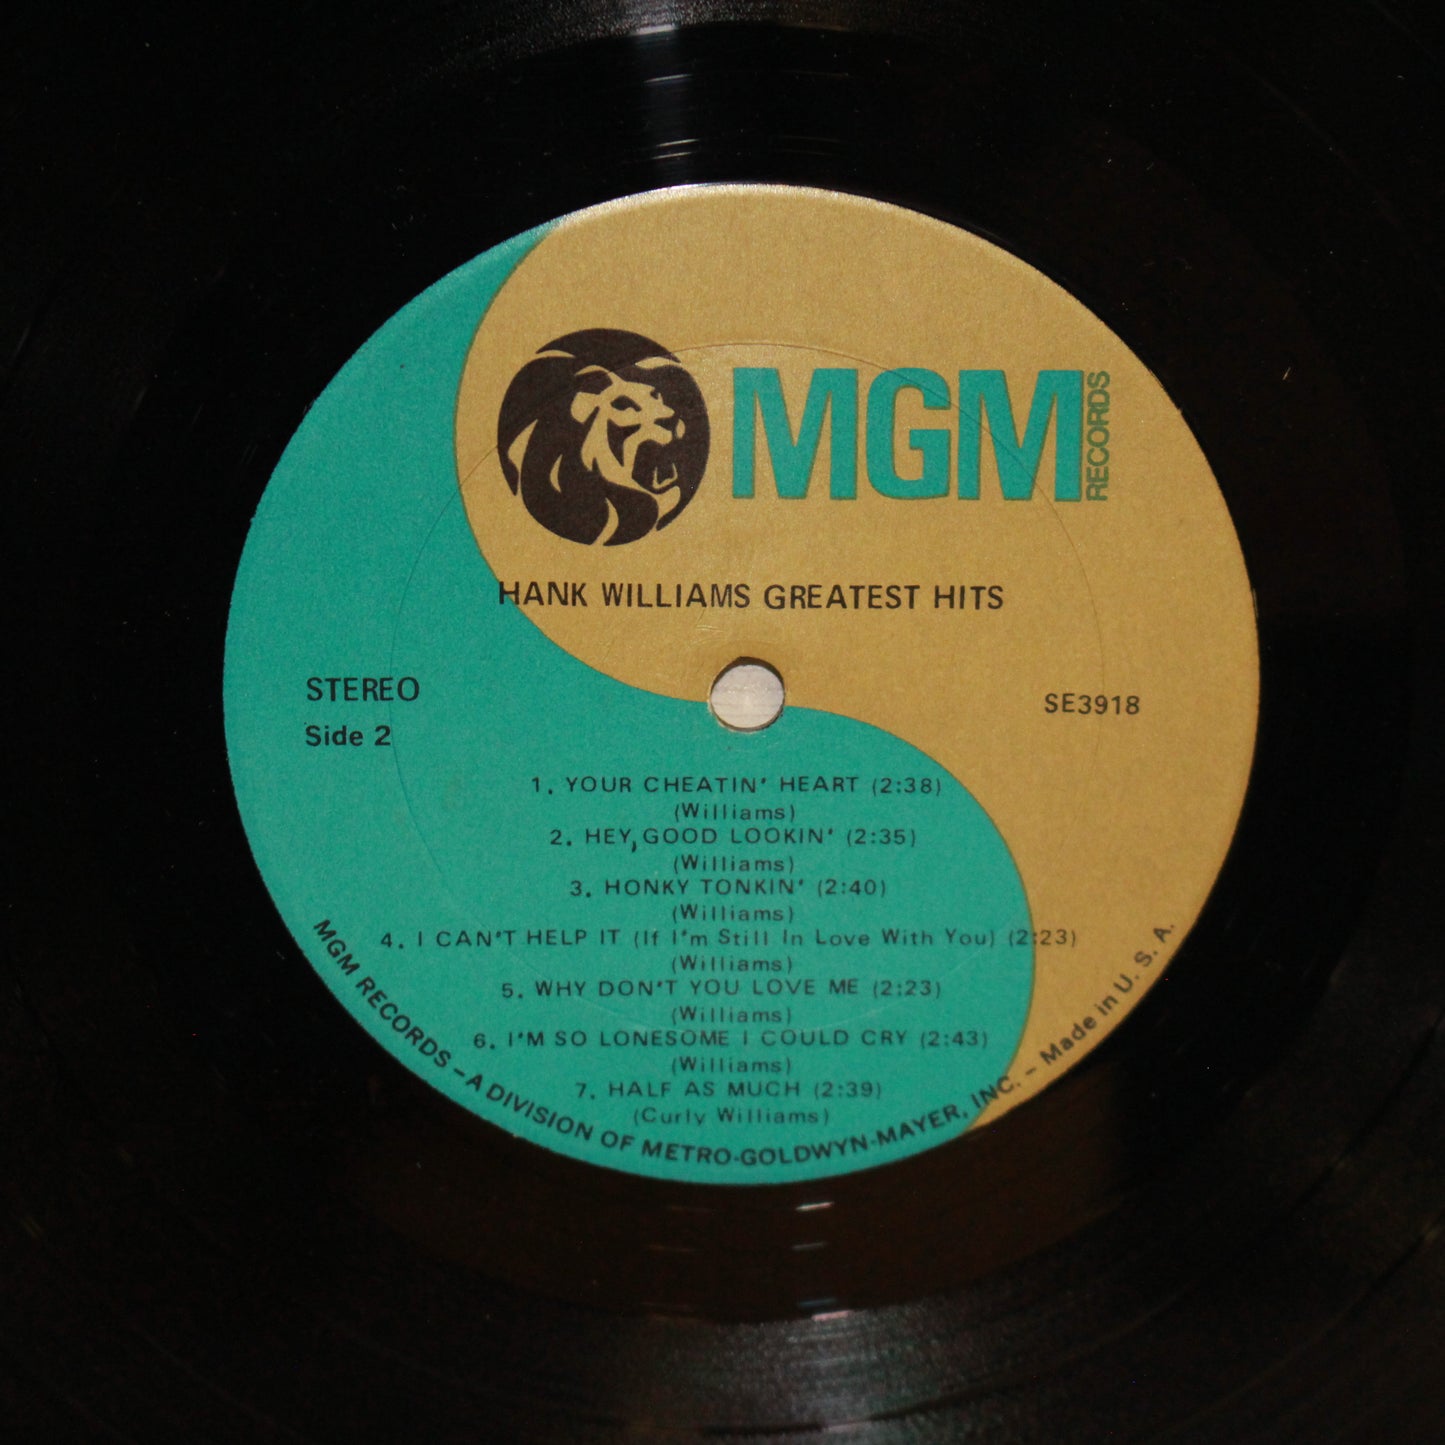 MGM
RECORDS
HANK WILLIAMS GREATEST HITS
STEREO
Side 2
SE3918
1. YOUR CHEATIN' HEART (2:38)
(Williams)
2. HEY, GOOD LOOKIN' (2:35)
(Williams)
3. HONKY TONKIN' (2:40)
(Williams)
4. I CAN'T HELP IT (If I'm Still In Love With You) (2:23)
(Williams)
5. WHY DON'T YOU LOVE ME (2:23)
(Williams)
6. I'M SO LONESOME I COULD CRY (2:43)
(Williams)
7. HALF AS MUCH (2:39)
(Curly Williams)
MGM RECORDS – A DIVISION OF METRO-GOLDWYN-MAYER, INC. – Made in U. S. A.